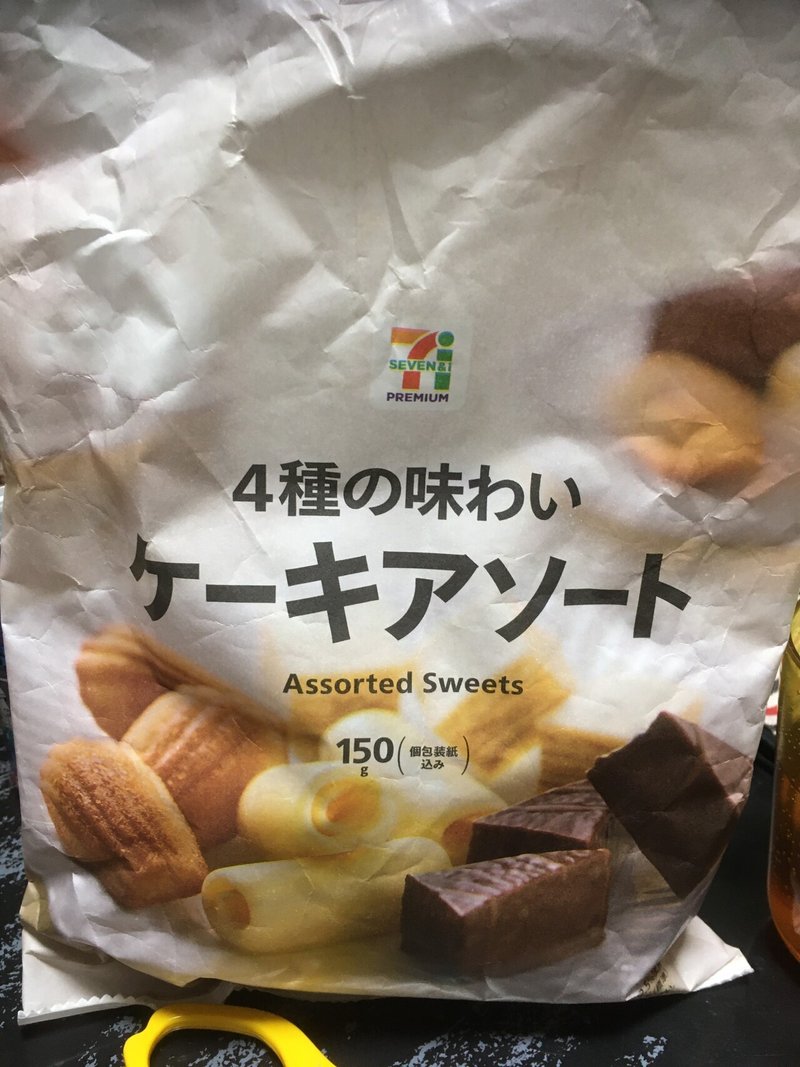 SEVEN&i
PREMIUM
4種の味わい
ケーキアソート
Assorted Sweets
150g(個包装紙
込み)